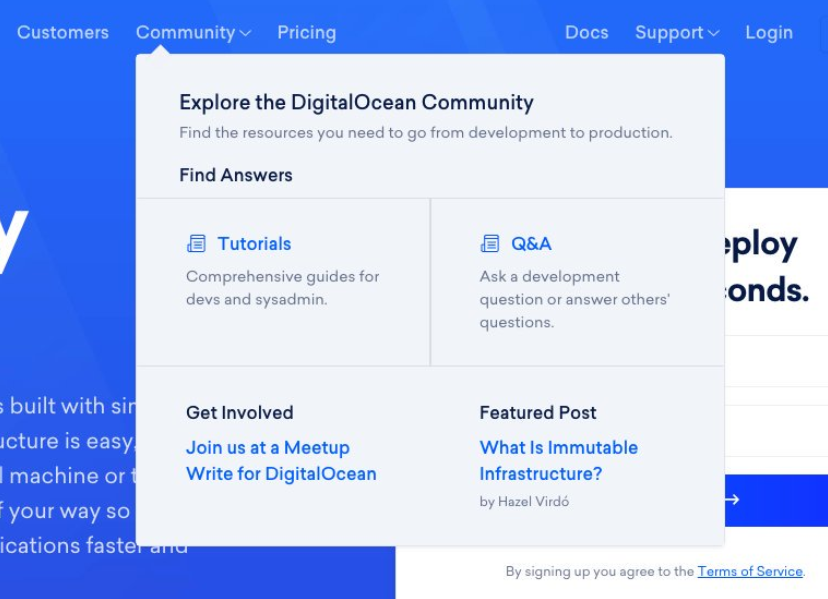 Customers Community Pricing Docs Support Login
Explore the DigitalOcean Community
Find the resources you need to go from development to production.
Find Answers
Tutorials
Comprehensive guides for
devs and sysadmin.
Q&A
Ask a development
question or answer others'
questions.
Get Involved
Join us at a Meetup
Write for DigitalOcean
Featured Post
What Is Immutable
Infrastructure?
by Hazel Virdó
y
eploy
onds.
s built with sin
ucture is easy,
l machine or t
f your way so
ications faster and
By signing up you agree to the Terms of Service.